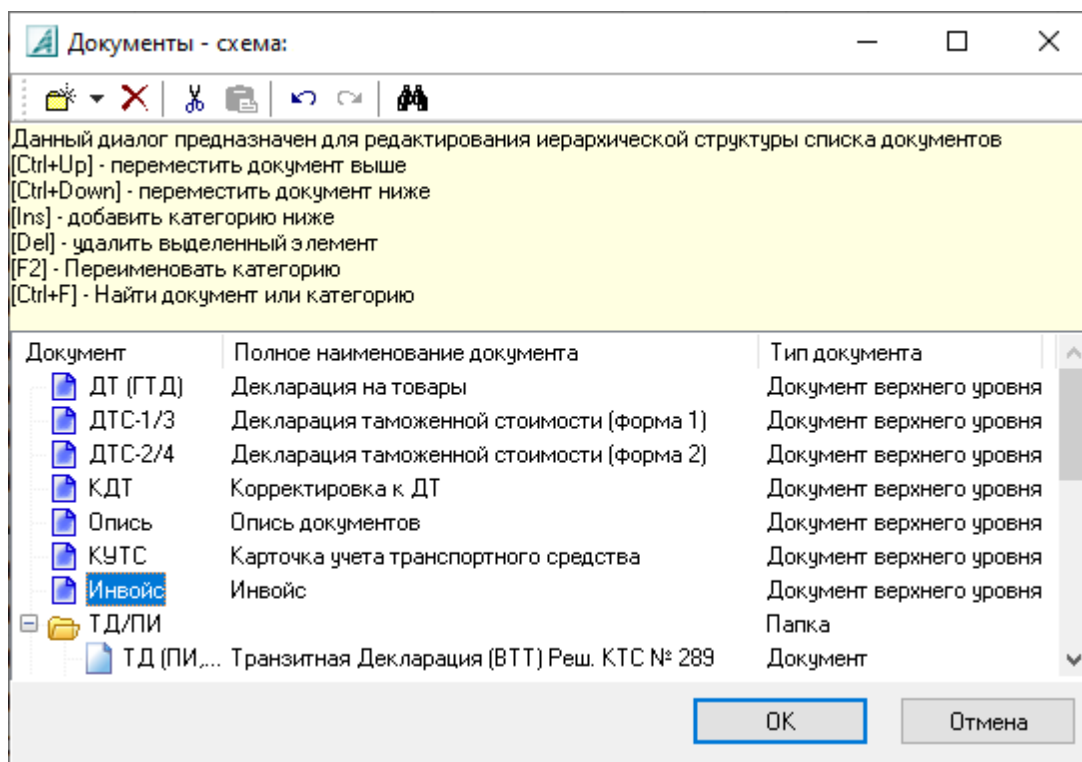 Документы - схема:
Данный диалог предназначен для редактирования иерархической структуры списка документов
[Ctrl+Up] - переместить документ выше
[Ctrl+Down] - переместить документ ниже
[Ins] - добавить категорию ниже
[Del] - удалить выделенный элемент
[F2] - Переименовать категорию
[Ctrl+F] - Найти документ или категорию
Документ Полное наименование документа Тип документа
ДТ (ГТД) Декларация на товары Документ верхнего уровня
ДТС-1/3 Декларация таможенной стоимости (форма 1) Документ верхнего уровня
ДТС-2/4 Декларация таможенной стоимости (форма 2) Документ верхнего уровня
КДТ Корректировка к ДТ Документ верхнего уровня
Опись Опись документов Документ верхнего уровня
КУТС Карточка учета транспортного средства Документ верхнего уровня
Инвойс Инвойс Документ верхнего уровня
ТД/ПИ Папка
ТД (ПИ,... Транзитная Декларация (ВТТ) Реш. КТС № 289 Документ
OK Отмена